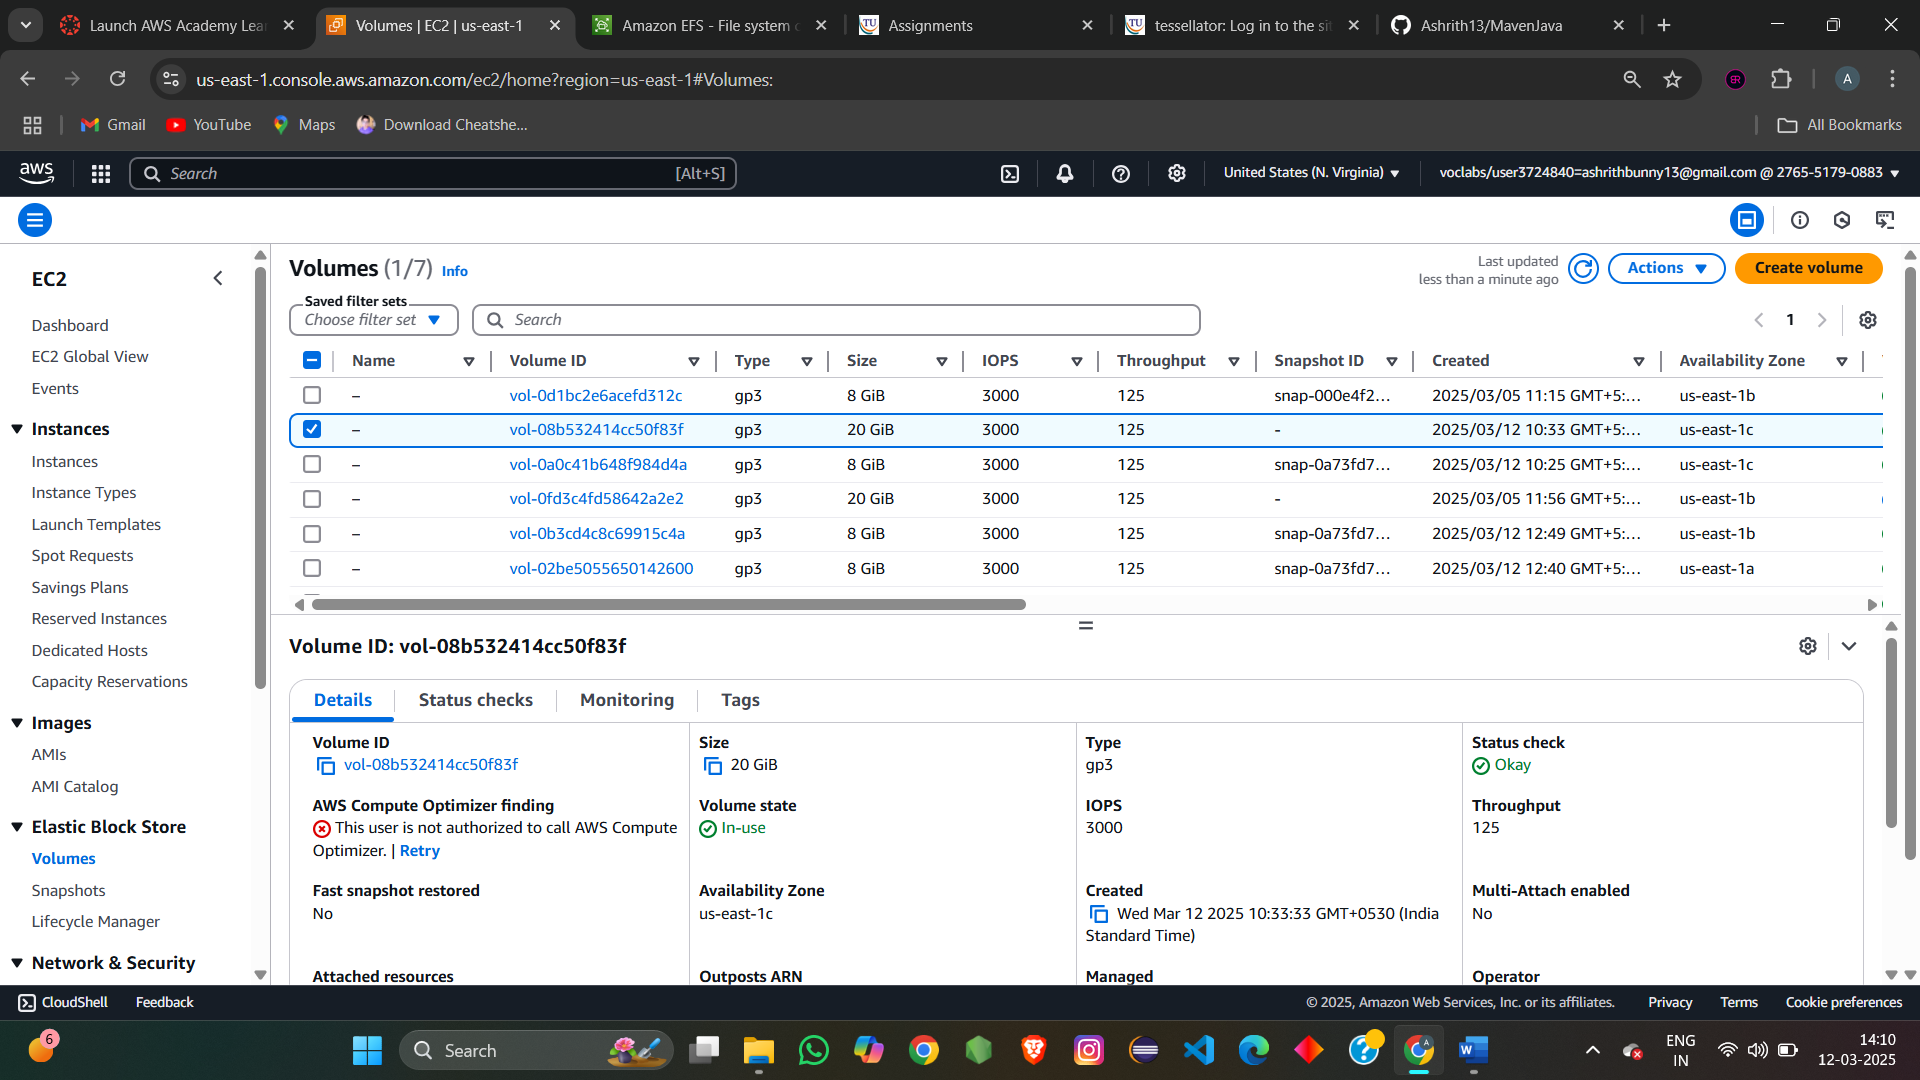 Launch AWS Academy Lea
Volumes | EC2 | us-east-1
Amazon EFS - File system
Assignments
tessellator: Log in to the sit
Ashrith13/MavenJava
us-east-1.console.aws.amazon.com/ec2/home?region=us-east-1#Volumes:
A
Gmail
YouTube
Maps
Download Cheatshe...
All Bookmarks
aws
Search
[Alt+S]
United States (N. Virginia)
voclabs/user3724840=ashrithbunny13@gmail.com @ 2765-5179-0883
EC2
Dashboard
EC2 Global View
Events
Instances
Instances
Instance Types
Launch Templates
Spot Requests
Savings Plans
Reserved Instances
Dedicated Hosts
Capacity Reservations
Images
AMIs
AMI Catalog
Elastic Block Store
Volumes
Snapshots
Lifecycle Manager
Network & Security
Volumes (1/7) Info
Last updated
less than a minute ago
Actions
Create volume
Saved filter sets
Choose filter set
Search
1
Name Volume ID Type Size IOPS Throughput Snapshot ID Created Availability Zone
– vol-0d1bc2e6acefd312c gp3 8 GiB 3000 125 snap-000e4f2... 2025/03/05 11:15 GMT+5:... us-east-1b
– vol-08b532414cc50f83f gp3 20 GiB 3000 125 - 2025/03/12 10:33 GMT+5:... us-east-1c
– vol-0a0c41b648f984d4a gp3 8 GiB 3000 125 snap-0a73fd7... 2025/03/12 10:25 GMT+5:... us-east-1c
– vol-0fd3c4fd58642a2e2 gp3 20 GiB 3000 125 - 2025/03/05 11:56 GMT+5:... us-east-1b
– vol-0b3cd4c8c69915c4a gp3 8 GiB 3000 125 snap-0a73fd7... 2025/03/12 12:49 GMT+5:... us-east-1b
– vol-02be5055650142600 gp3 8 GiB 3000 125 snap-0a73fd7... 2025/03/12 12:40 GMT+5:... us-east-1a
Volume ID: vol-08b532414cc50f83f
Details
Status checks
Monitoring
Tags
Volume ID
vol-08b532414cc50f83f
Size
20 GiB
Type
gp3
Status check
Okay
AWS Compute Optimizer finding
This user is not authorized to call AWS Compute
Optimizer. | Retry
Volume state
In-use
IOPS
3000
Throughput
125
Fast snapshot restored
No
Availability Zone
us-east-1c
Created
Wed Mar 12 2025 10:33:33 GMT+0530 (India
Standard Time)
Multi-Attach enabled
No
Attached resources
Outposts ARN
Managed
Operator
CloudShell
Feedback
© 2025, Amazon Web Services, Inc. or its affiliates.
Privacy
Terms
Cookie preferences
6
Search
ENG
IN
14:10
12-03-2025